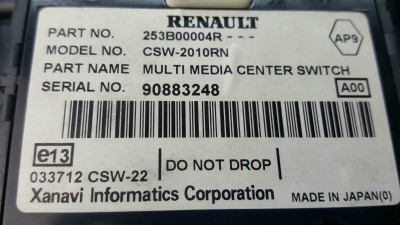 RENAULT
PART NO. 253B00004R - - -
AP9
MODEL NO. CSW-2010RN
PART NAME MULTI MEDIA CENTER SWITCH
SERIAL NO. 90883248
A00
e13
DO NOT DROP
033712 CSW-22
Xanavi Informatics Corporation
MADE IN JAPAN(0)